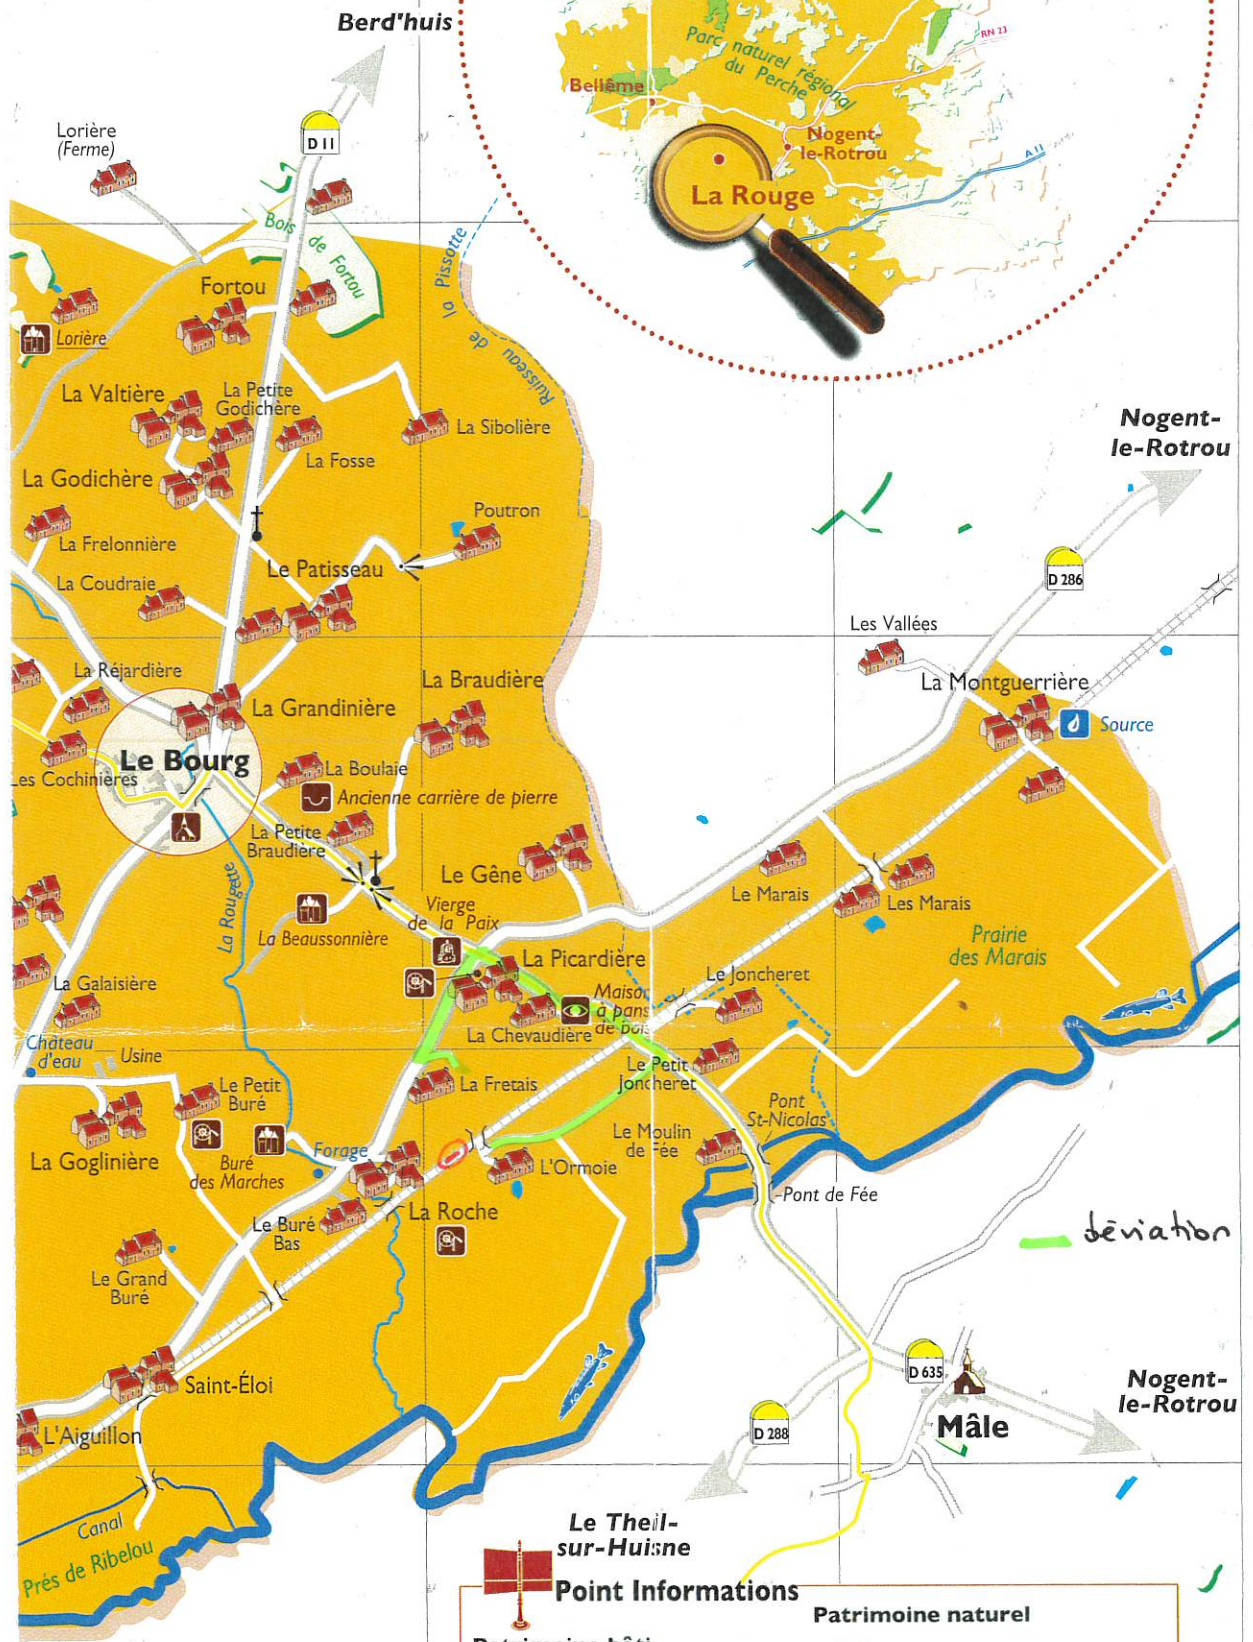 Berd'huis
Parc naturel régional
du Perche
RN 23
Bellême
Nogent-
le-Rotrou
A 11
La Rouge
Lorière
(Ferme)
D 11
Bois de Fortou
Ruisseau de la Pissotte
Fortou
Lorière
La Valtière
La Petite
Godichère
La Sibolière
La Fosse
La Godichère
Nogent-
le-Rotrou
Poutron
La Frelonnière
Le Patisseau
La Coudraie
D 286
Les Vallées
La Réjardière
La Braudière
La Montguerrière
La Grandinière
Source
Le Bourg
Les Cochinières
La Boulaie
Ancienne carrière de pierre
La Petite
Braudière
Le Gêne
Le Marais
Les Marais
La Rougette
Vierge
de la Paix
La Beaussonnière
Prairie
des Marais
La Picardière
Le Joncheret
La Galaisière
Maison
à pans
de bois
La Chevaudière
Château
d'eau
Usine
Le Petit
Joncheret
La Fretais
Le Petit
Buré
Pont
St-Nicolas
Le Moulin
de Fée
La Goglinière
Forage
Buré
des Marches
L'Ormoie
Pont de Fée
La Roche
Le Buré
Bas
déviation
Le Grand
Buré
Saint-Éloi
D 635
Nogent-
le-Rotrou
L'Aiguillon
D 288
Mâle
Canal
Prés de Ribelou
Le Theil-
sur-Huisne
Point Informations
Patrimoine naturel
Patrimoine bâti